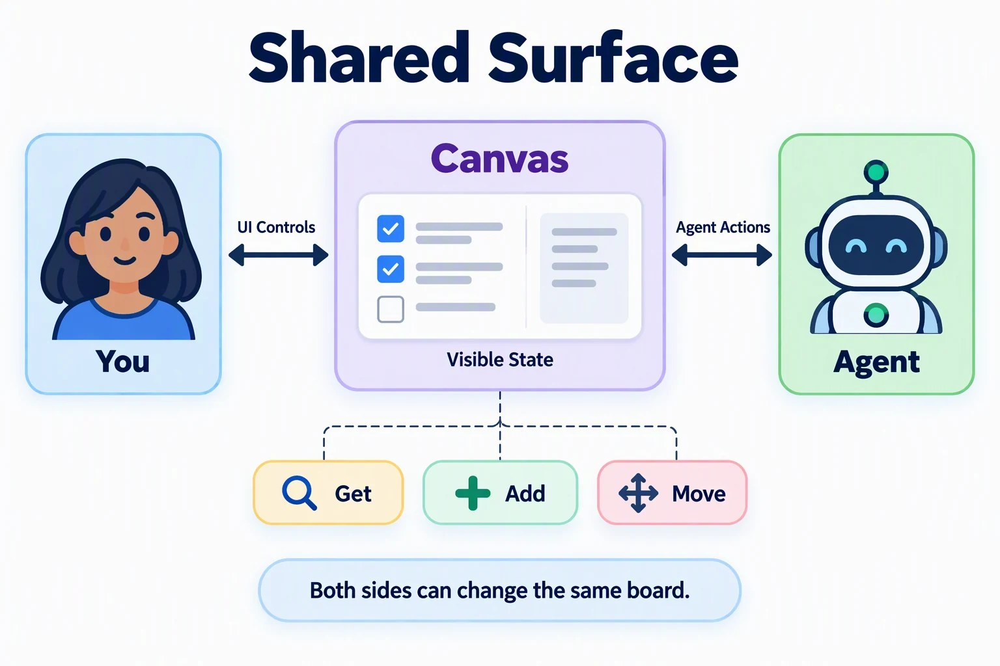 Shared Surface
Canvas
UI Controls
Agent Actions
Visible State
You
Agent
Get
Add
Move
Both sides can change the same board.